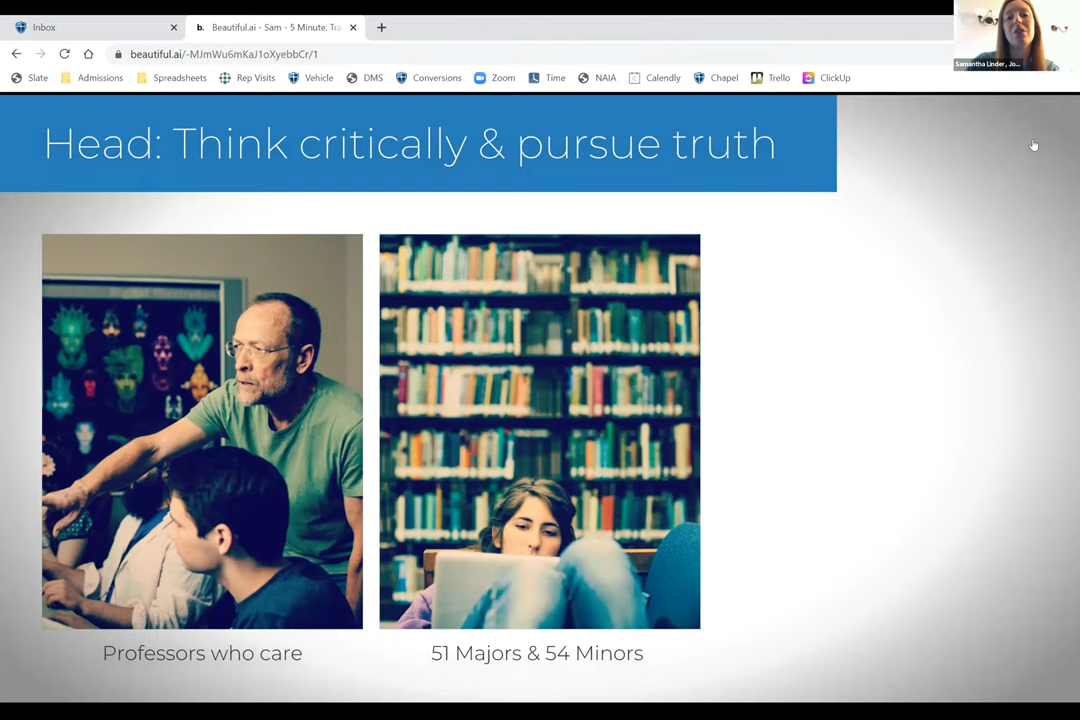 Inbox
b. Beautiful.ai - Sam - 5 Minute, Tra
beautiful.ai/-MJmWu6mKaJ1oXyebbCr/1
Slate Admissions Spreadsheets Rep Visits Vehicle DMS Conversions Zoom Time NAIA Calendly Chapel Trello ClickUp
Samantha Linder, Jo...
Head: Think critically & pursue truth
Professors who care
51 Majors & 54 Minors